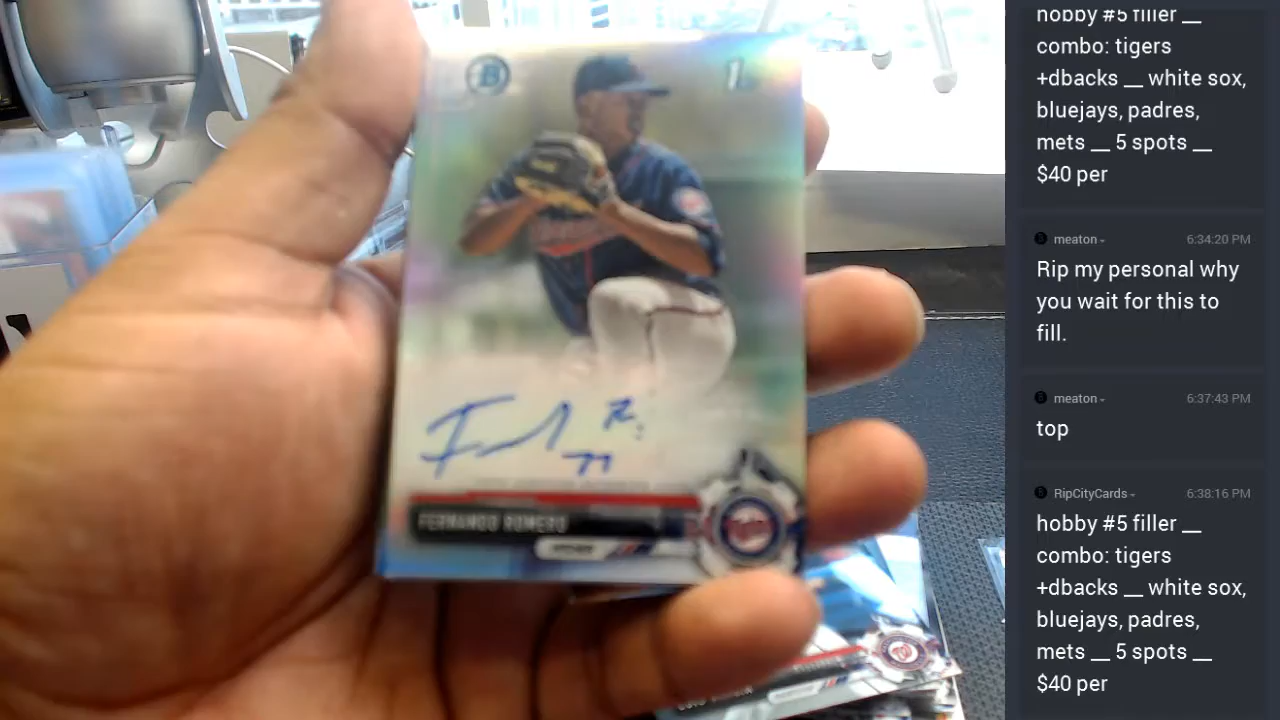 FERNANDO ROMERO
hobby #5 filler __
combo: tigers
+dbacks __ white sox,
bluejays, padres,
mets __ 5 spots __
$40 per
meaton
6:34:20 PM
Rip my personal why
you wait for this to
fill.
meaton
6:37:43 PM
top
RipCityCards
6:38:16 PM
hobby #5 filler __
combo: tigers
+dbacks __ white sox,
bluejays, padres,
mets __ 5 spots __
$40 per